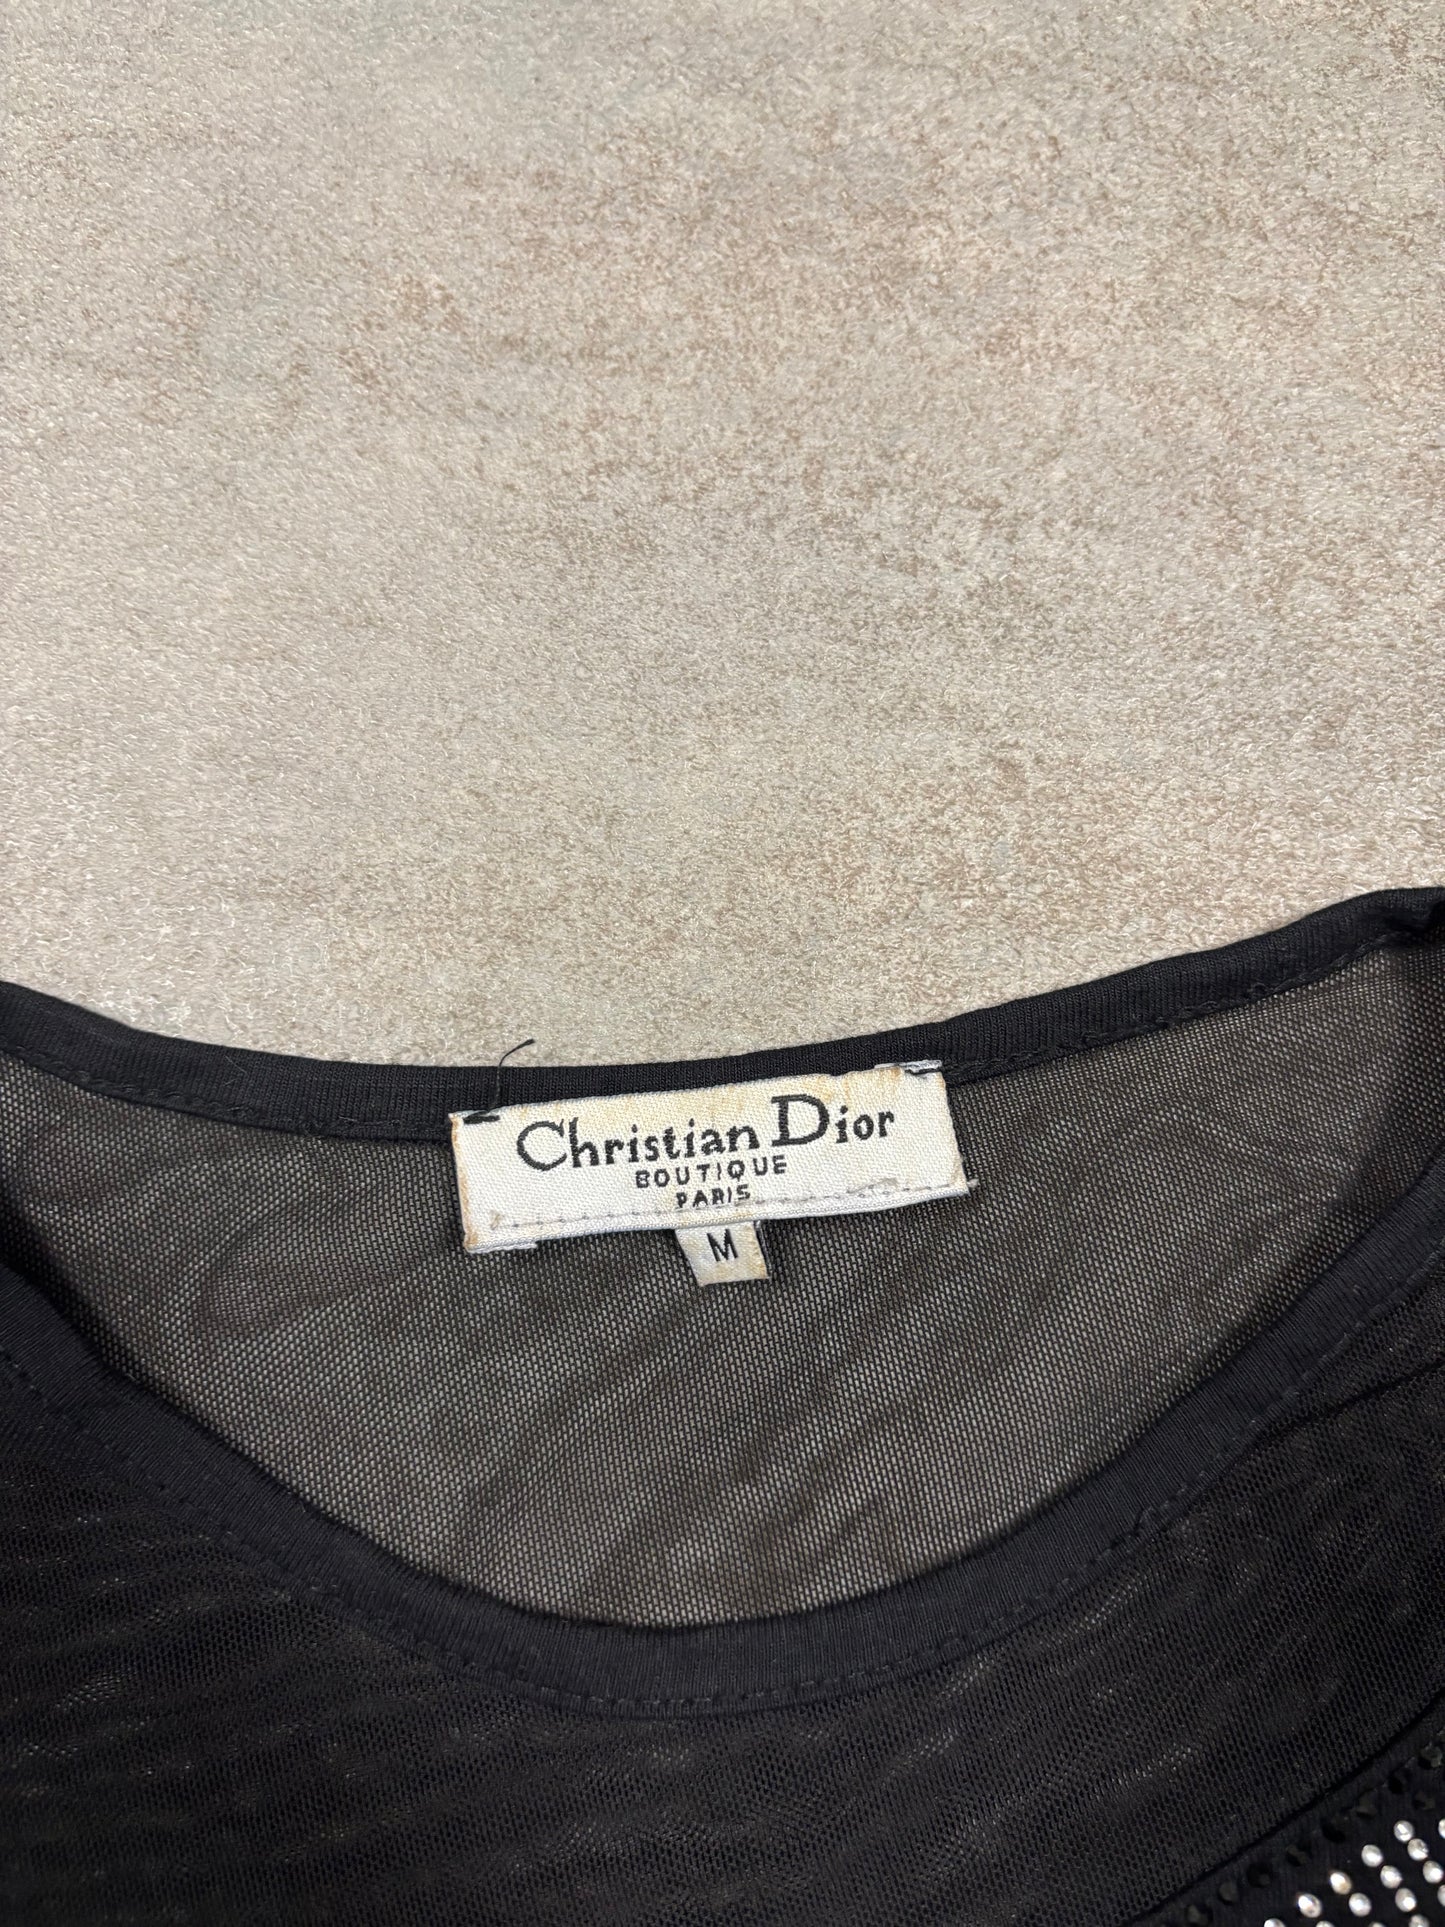 Christian Dior
BOUTIQUE
PARIS
M